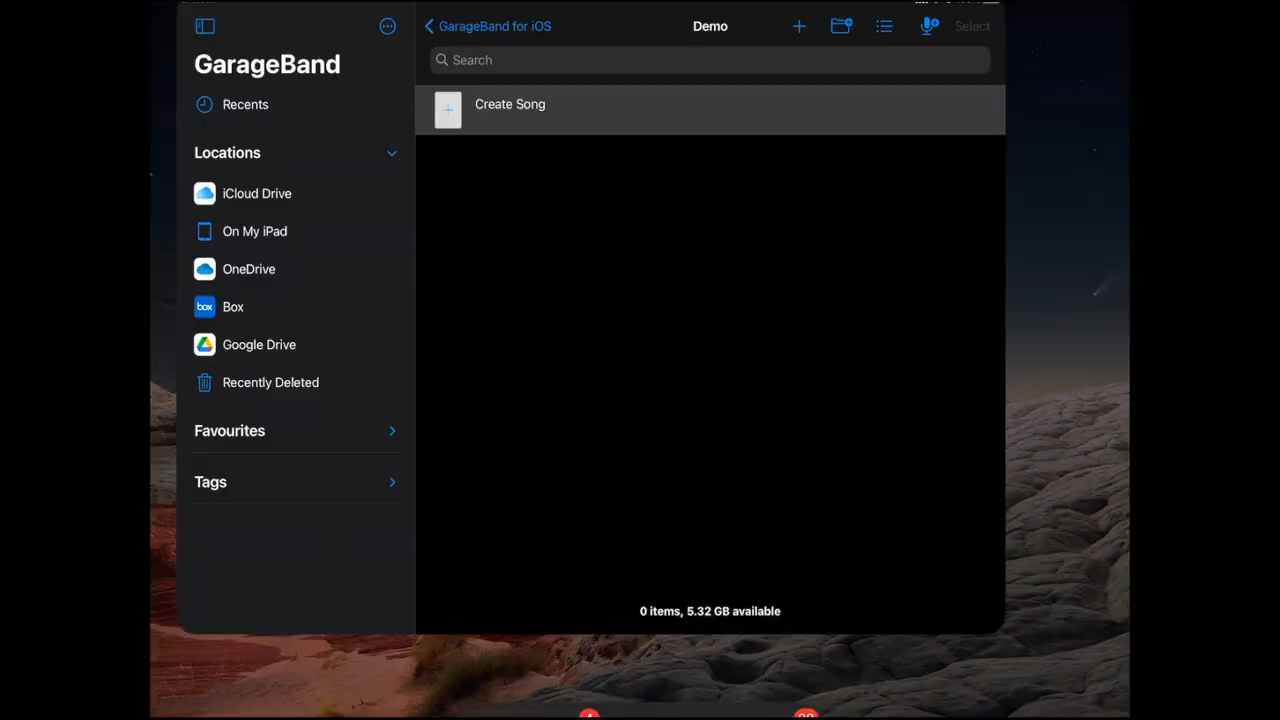 GarageBand
Recents
Locations
iCloud Drive
On My iPad
OneDrive
box
Box
Google Drive
Recently Deleted
Favourites
Tags
GarageBand for iOS
Demo
Select
Search
Create Song
0 items, 5.32 GB available